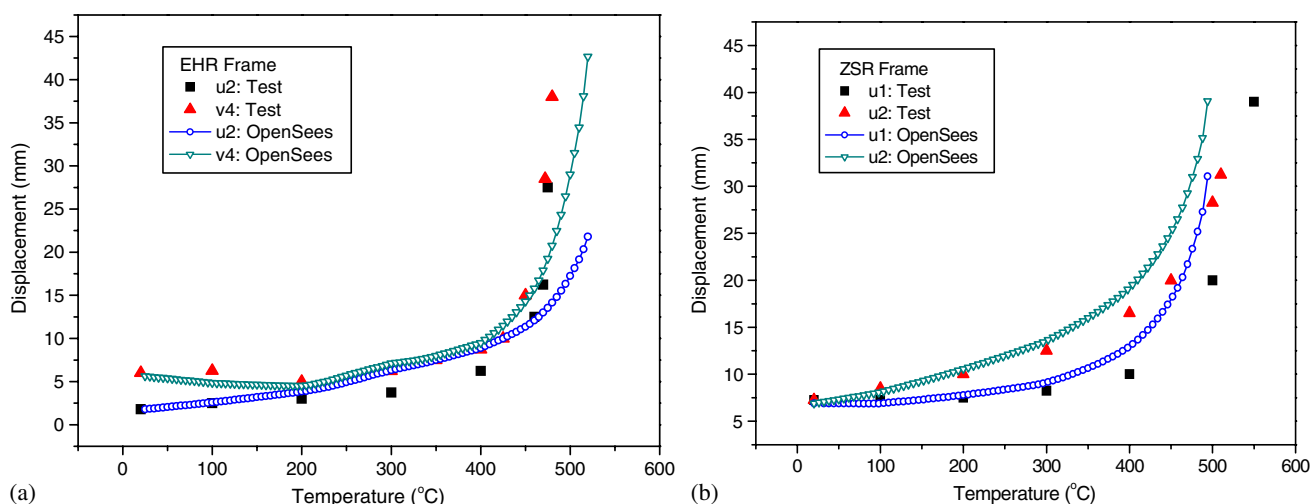 45
40
35
30
25
20
15
10
5
0
Displacement (mm)
EHR Frame
u2: Test
v4: Test
u2: OpenSees
v4: OpenSees
0 100 200 300 400 500 600
Temperature (°C)
(a)
45
40
35
30
25
20
15
10
5
Displacement (mm)
ZSR Frame
u1: Test
u2: Test
u1: OpenSees
u2: OpenSees
0 100 200 300 400 500 600
Temperature (°C)
(b)